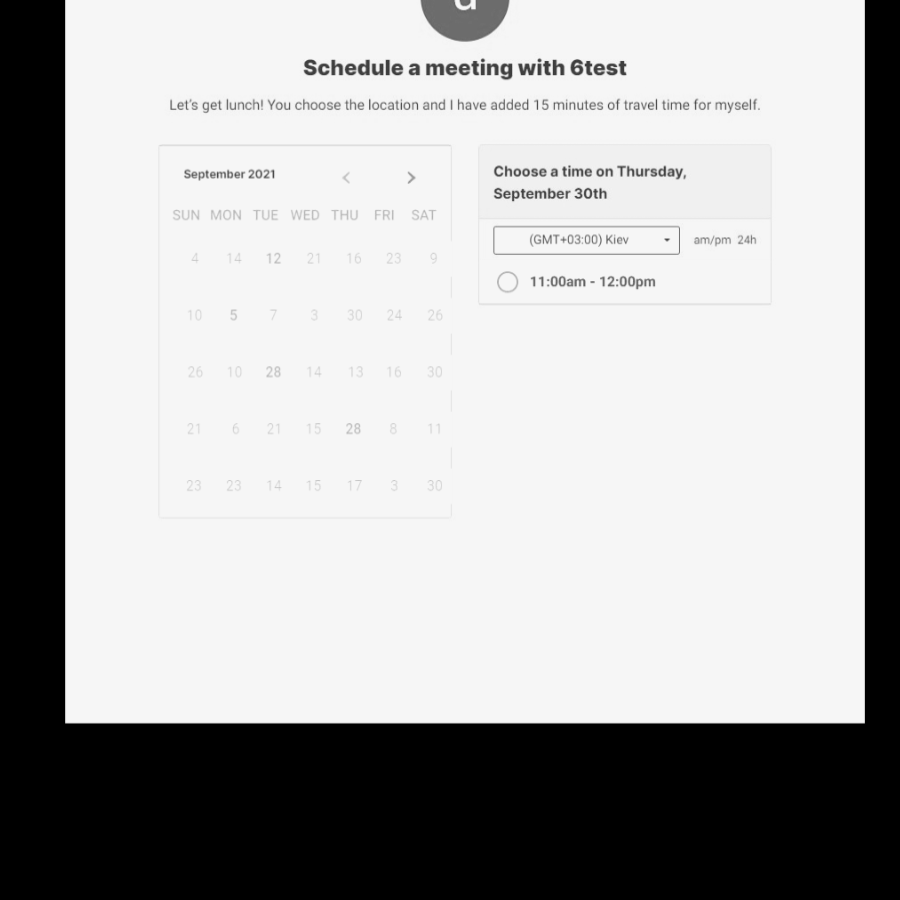 Schedule a meeting with 6test
Let's get lunch! You choose the location and I have added 15 minutes of travel time for myself.
September 2021
SUN MON TUE WED THU FRI SAT
4 14 12 21 16 23 9
10 5 7 3 30 24 26
26 10 28 14 13 16 30
21 6 21 15 28 8 11
23 23 14 15 17 3 30
Choose a time on Thursday,
September 30th
(GMT+03:00) Kiev am/pm 24h
11:00am - 12:00pm